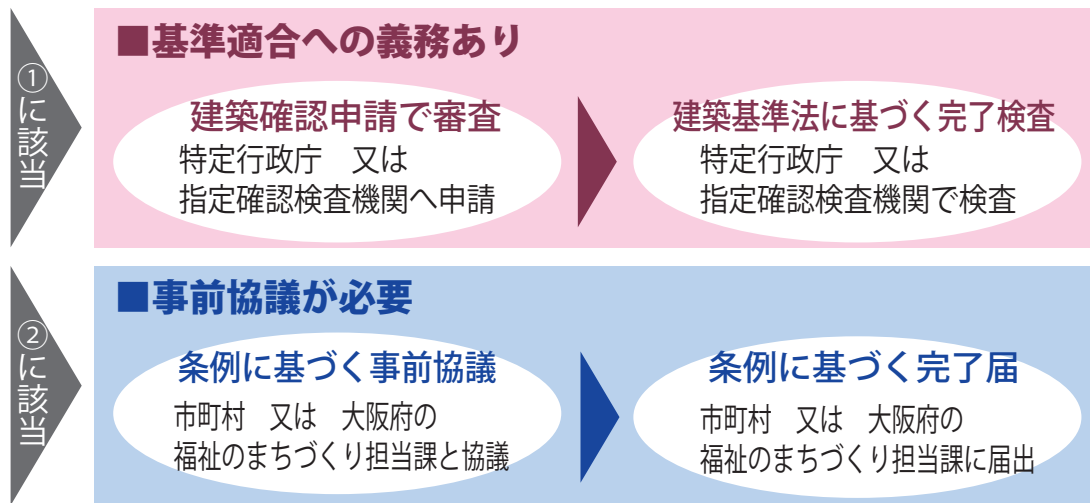 ①に該当
■基準適合への義務あり
建築確認申請で審査
特定行政庁　又は
指定確認検査機関へ申請
建築基準法に基づく完了検査
特定行政庁　又は
指定確認検査機関で検査
②に該当
■事前協議が必要
条例に基づく事前協議
市町村　又は　大阪府の
福祉のまちづくり担当課と協議
条例に基づく完了届
市町村　又は　大阪府の
福祉のまちづくり担当課に届出